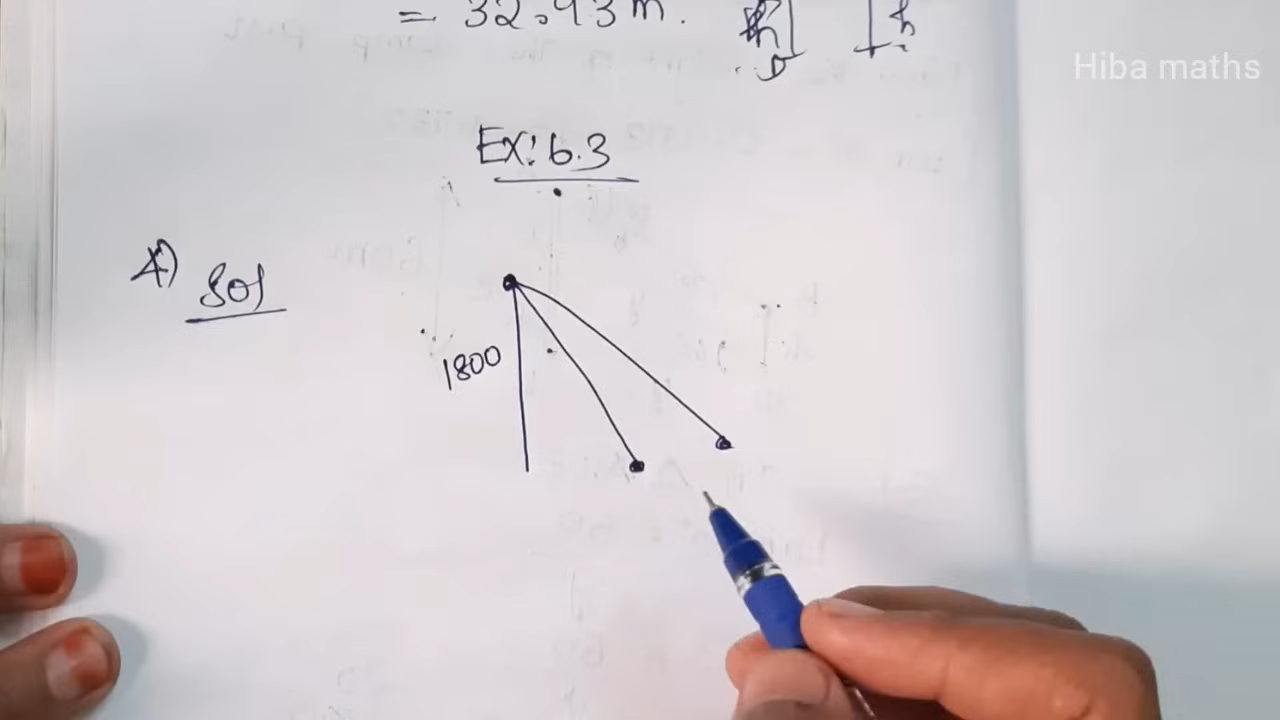 = 32.93 m.
h
Hiba maths
Ex: 6.3
4) Sol
1800